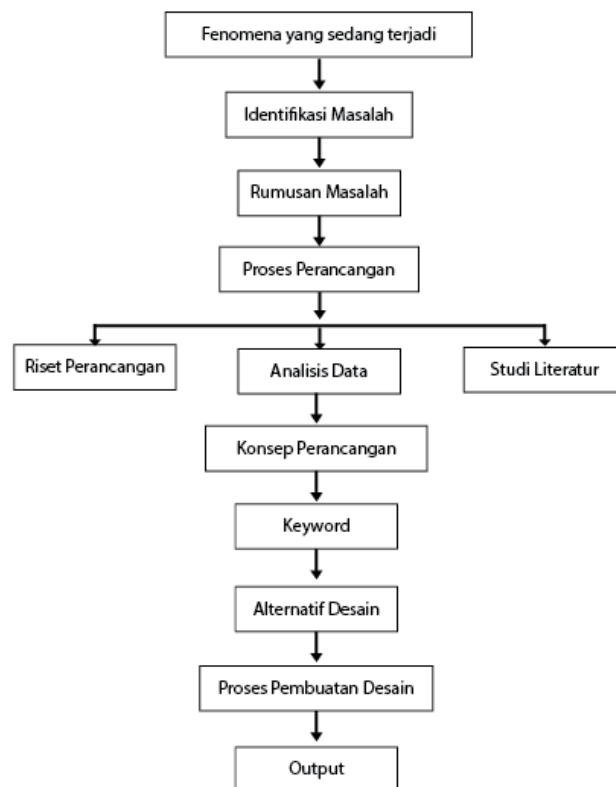 Fenomena yang sedang terjadi
Identifikasi Masalah
Rumusan Masalah
Proses Perancangan
Riset Perancangan
Analisis Data
Studi Literatur
Konsep Perancangan
Keyword
Alternatif Desain
Proses Pembuatan Desain
Output